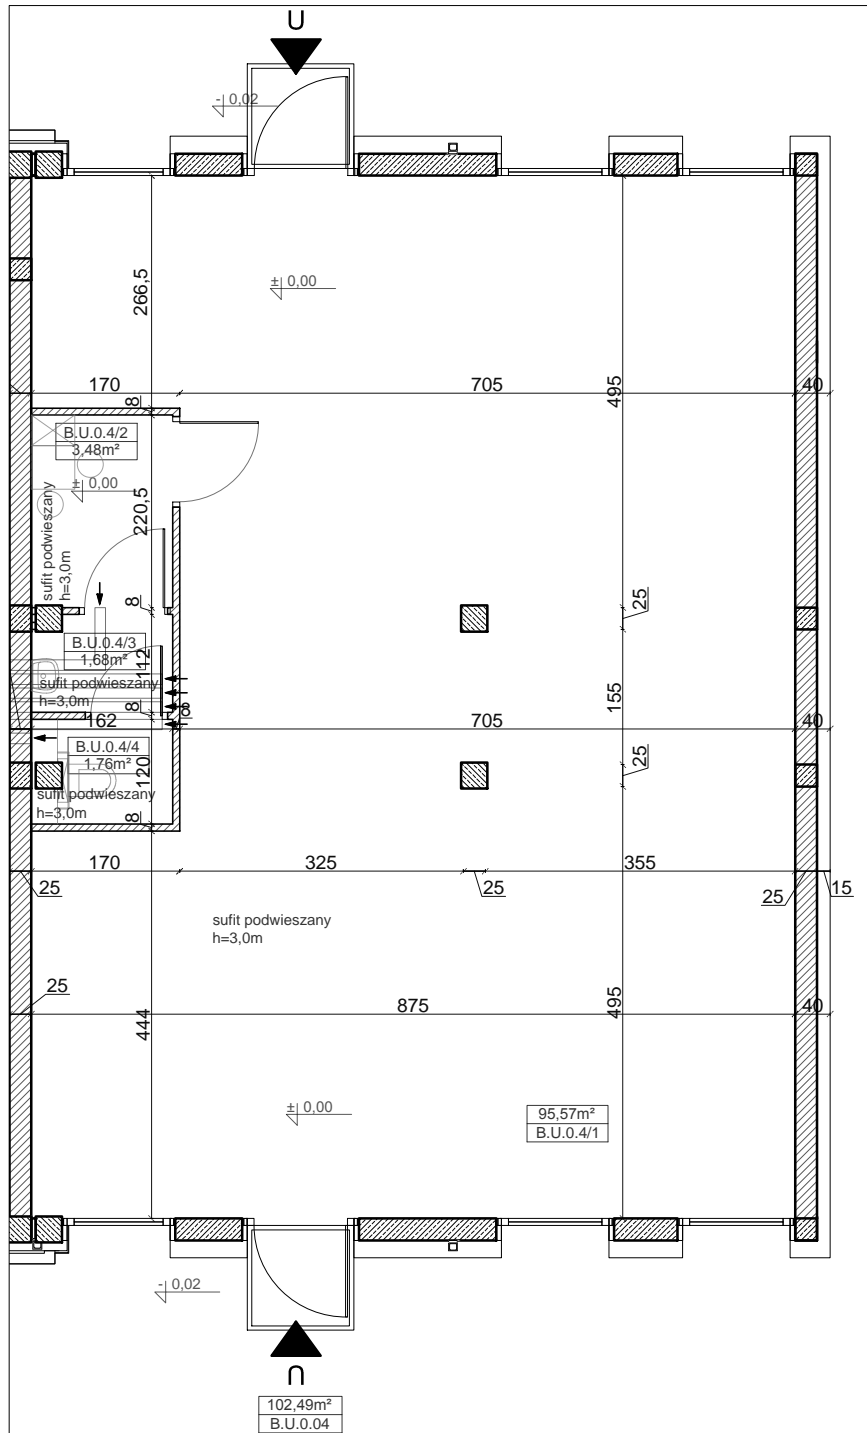 U
- 0,02
± 0,00
266,5
170
705
495
40
8
B.U.0.4/2
3,48m²
± 0,00
220,5
sufit podwieszany
h=3,0m
8
25
B.U.0.4/3
1,68m²
112
sufit podwieszany
h=3,0m
155
8
162
8
705
40
B.U.0.4/4
1,76m²
120
25
sufit podwieszany
h=3,0m
8
170
325
355
25
25
25
15
sufit podwieszany
h=3,0m
25
444
875
495
40
± 0,00
95,57m²
B.U.0.4/1
- 0,02
U
102,49m²
B.U.0.04